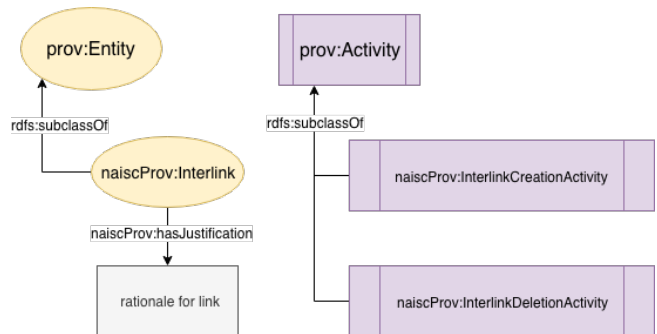 prov:Entity
prov:Activity
rdfs:subclassOf
rdfs:subclassOf
naiscProv:Interlink
naiscProv:InterlinkCreationActivity
naiscProv:hasJustification
rationale for link
naiscProv:InterlinkDeletionActivity